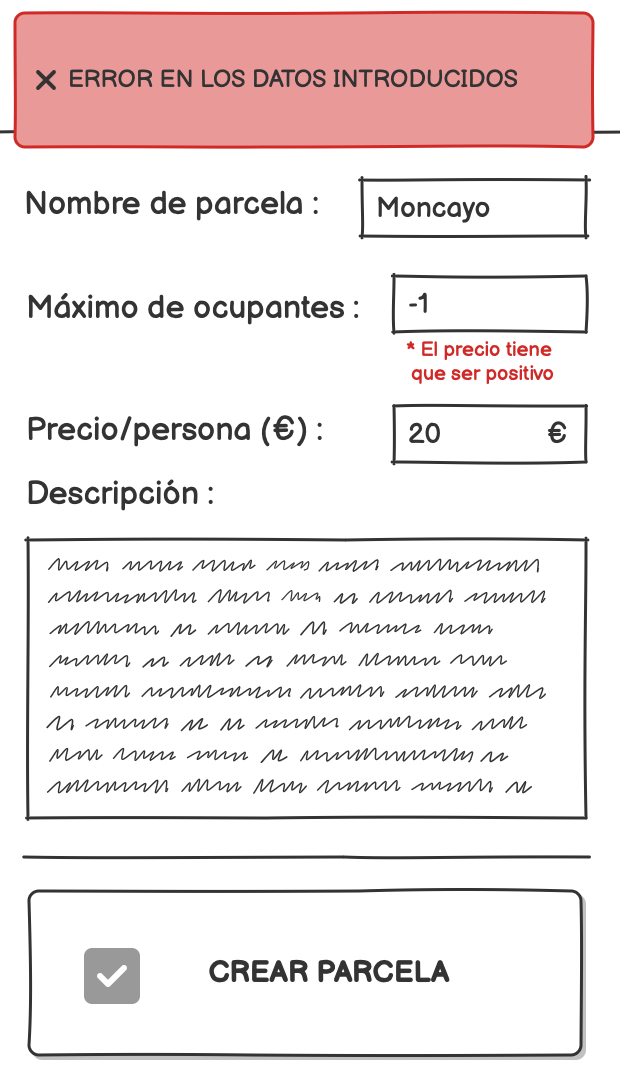 ERROR EN LOS DATOS INTRODUCIDOS
Nombre de parcela :
Moncayo
Máximo de ocupantes :
-1
* El precio tiene
que ser positivo
Precio/persona (€) :
20 €
Descripción :
CREAR PARCELA